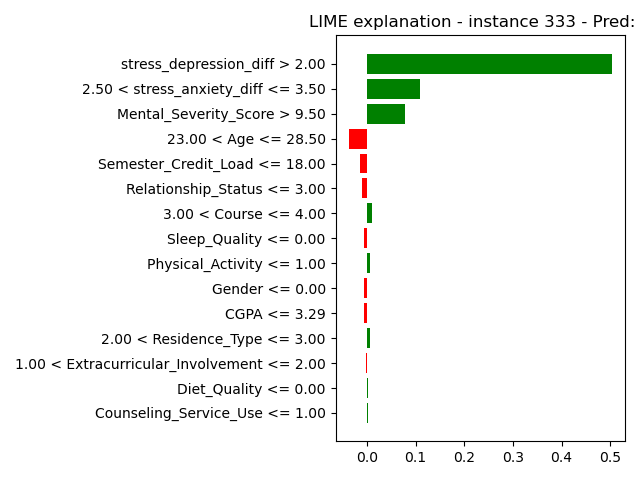 LIME explanation - instance 333 - Pred:
stress_depression_diff > 2.00
2.50 < stress_anxiety_diff <= 3.50
Mental_Severity_Score > 9.50
23.00 < Age <= 28.50
Semester_Credit_Load <= 18.00
Relationship_Status <= 3.00
3.00 < Course <= 4.00
Sleep_Quality <= 0.00
Physical_Activity <= 1.00
Gender <= 0.00
CGPA <= 3.29
2.00 < Residence_Type <= 3.00
1.00 < Extracurricular_Involvement <= 2.00
Diet_Quality <= 0.00
Counseling_Service_Use <= 1.00
0.0 0.1 0.2 0.3 0.4 0.5